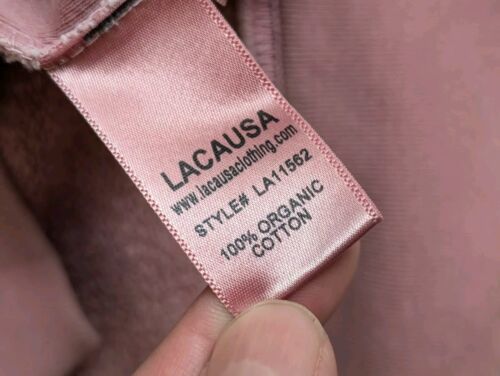 LACAUSA
www.lacausaclothing.com
STYLE# LA11562
100% ORGANIC
COTTON